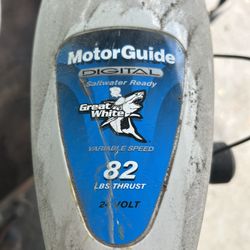 MotorGuide
DIGITAL
Saltwater Ready
Great
White
VARIABLE SPEED
82
LBS THRUST
24 VOLT